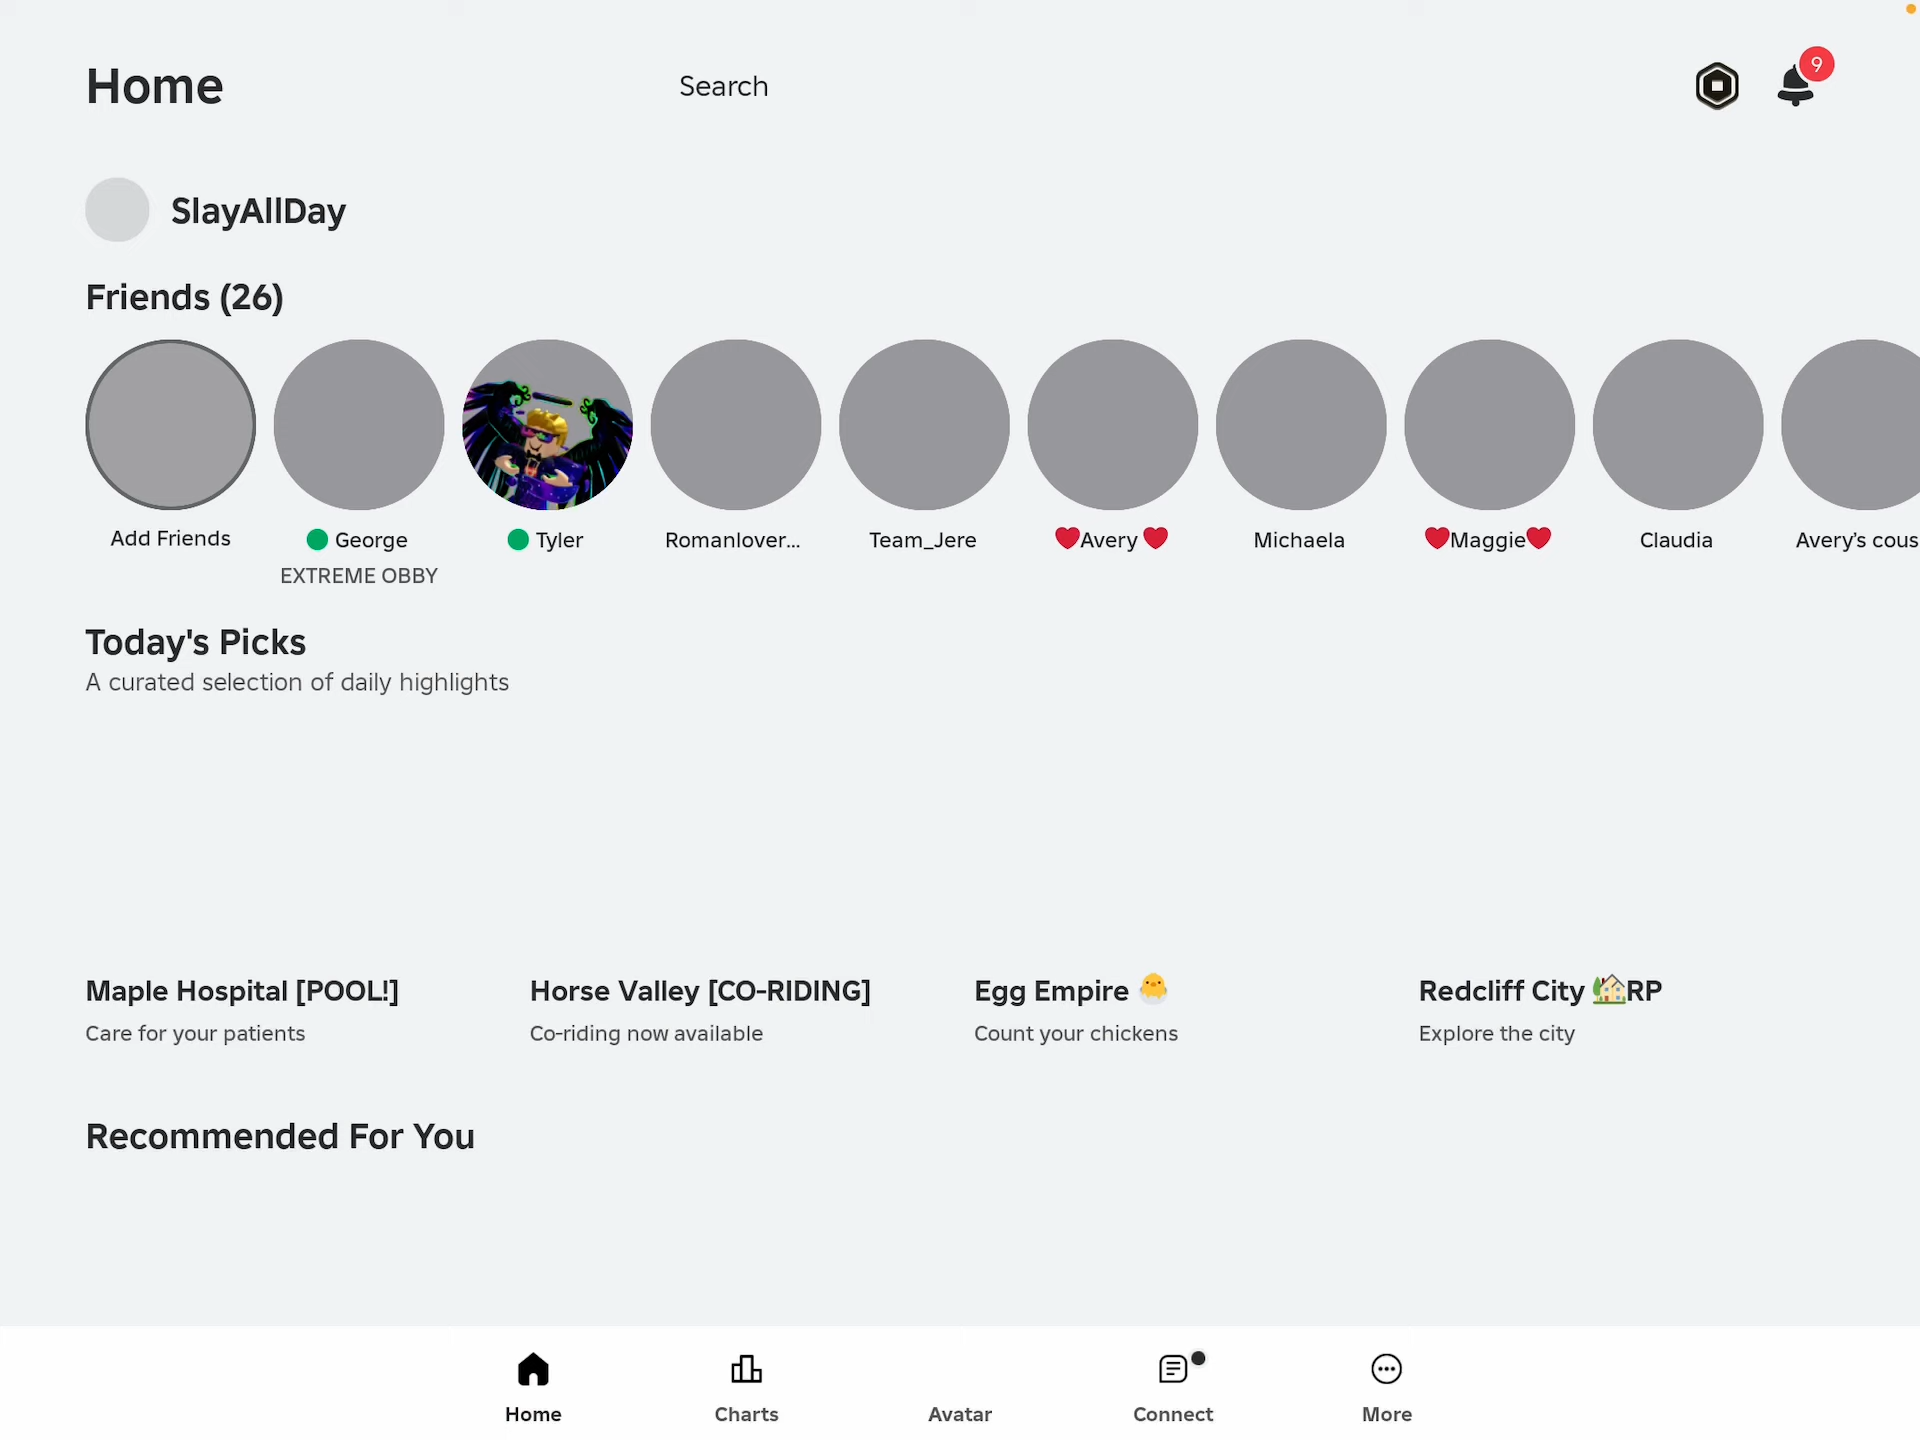 Home
Search
9
SlayAllDay
Friends (26)
Add Friends
George
EXTREME OBBY
Tyler
Romanlover...
Team_Jere
❤️Avery ❤️
Michaela
❤️Maggie❤️
Claudia
Avery’s cous
Today's Picks
A curated selection of daily highlights
Maple Hospital [POOL!]
Care for your patients
Horse Valley [CO-RIDING]
Co-riding now available
Egg Empire 🐣
Count your chickens
Redcliff City 🏡RP
Explore the city
Recommended For You
Home
Charts
Avatar
Connect
More